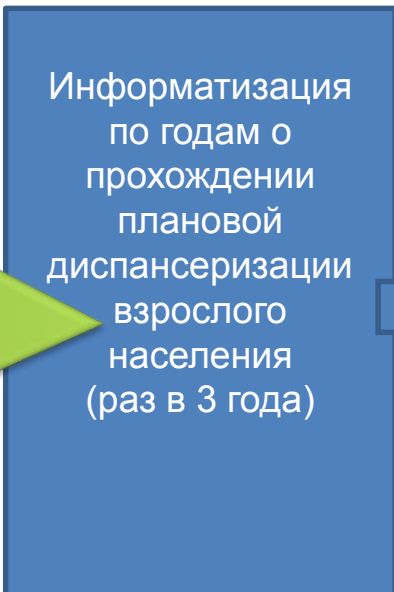 Информатизация
по годам о
прохождении
плановой
диспансеризации
взрослого
населения
(раз в 3 года)